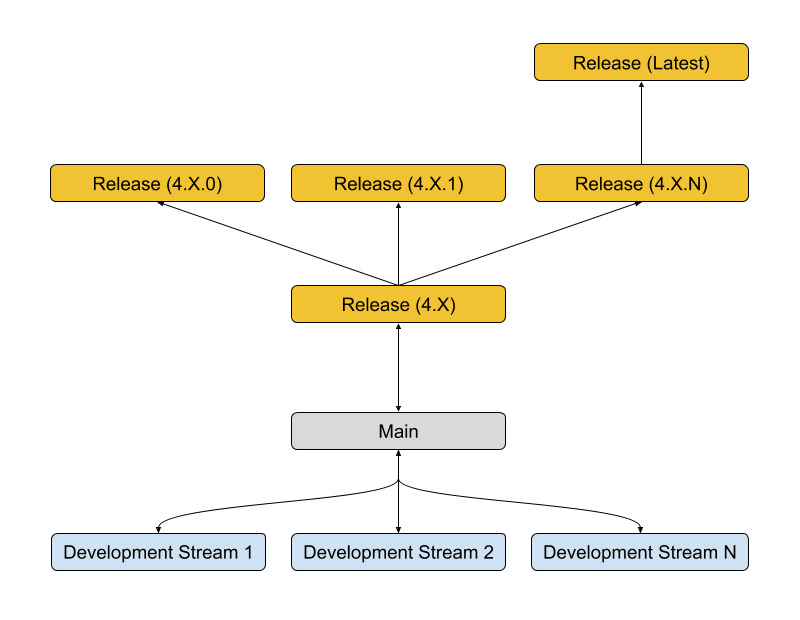 Release (Latest)
Release (4.X.0)
Release (4.X.1)
Release (4.X.N)
Release (4.X)
Main
Development Stream 1
Development Stream 2
Development Stream N